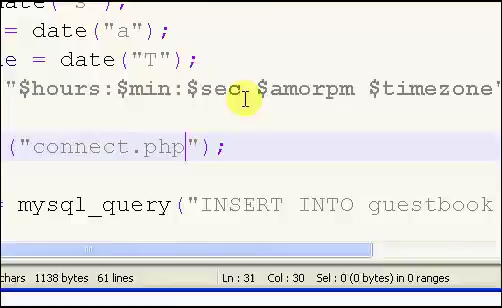 date("s");
= date("a");
e = date("T");
"$hours:$min:$sec $amorpm $timezone"
("connect.php");
= mysql_query("INSERT INTO guestbook
chars 1138 bytes 61 lines Ln : 31 Col : 30 Sel : 0 (0 bytes) in 0 ranges